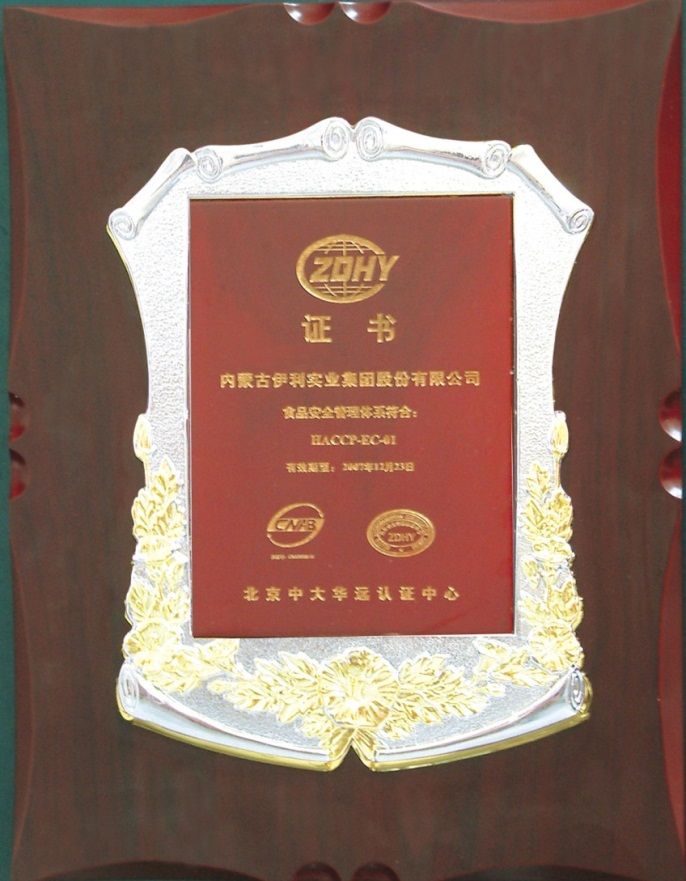 ZDHY
证 书
内蒙古伊利实业集团股份有限公司
食品安全管理体系符合：
HACCP-EC-01
有效期至：2007年12月23日
CNAB
ZDHY
北京中大华远认证中心